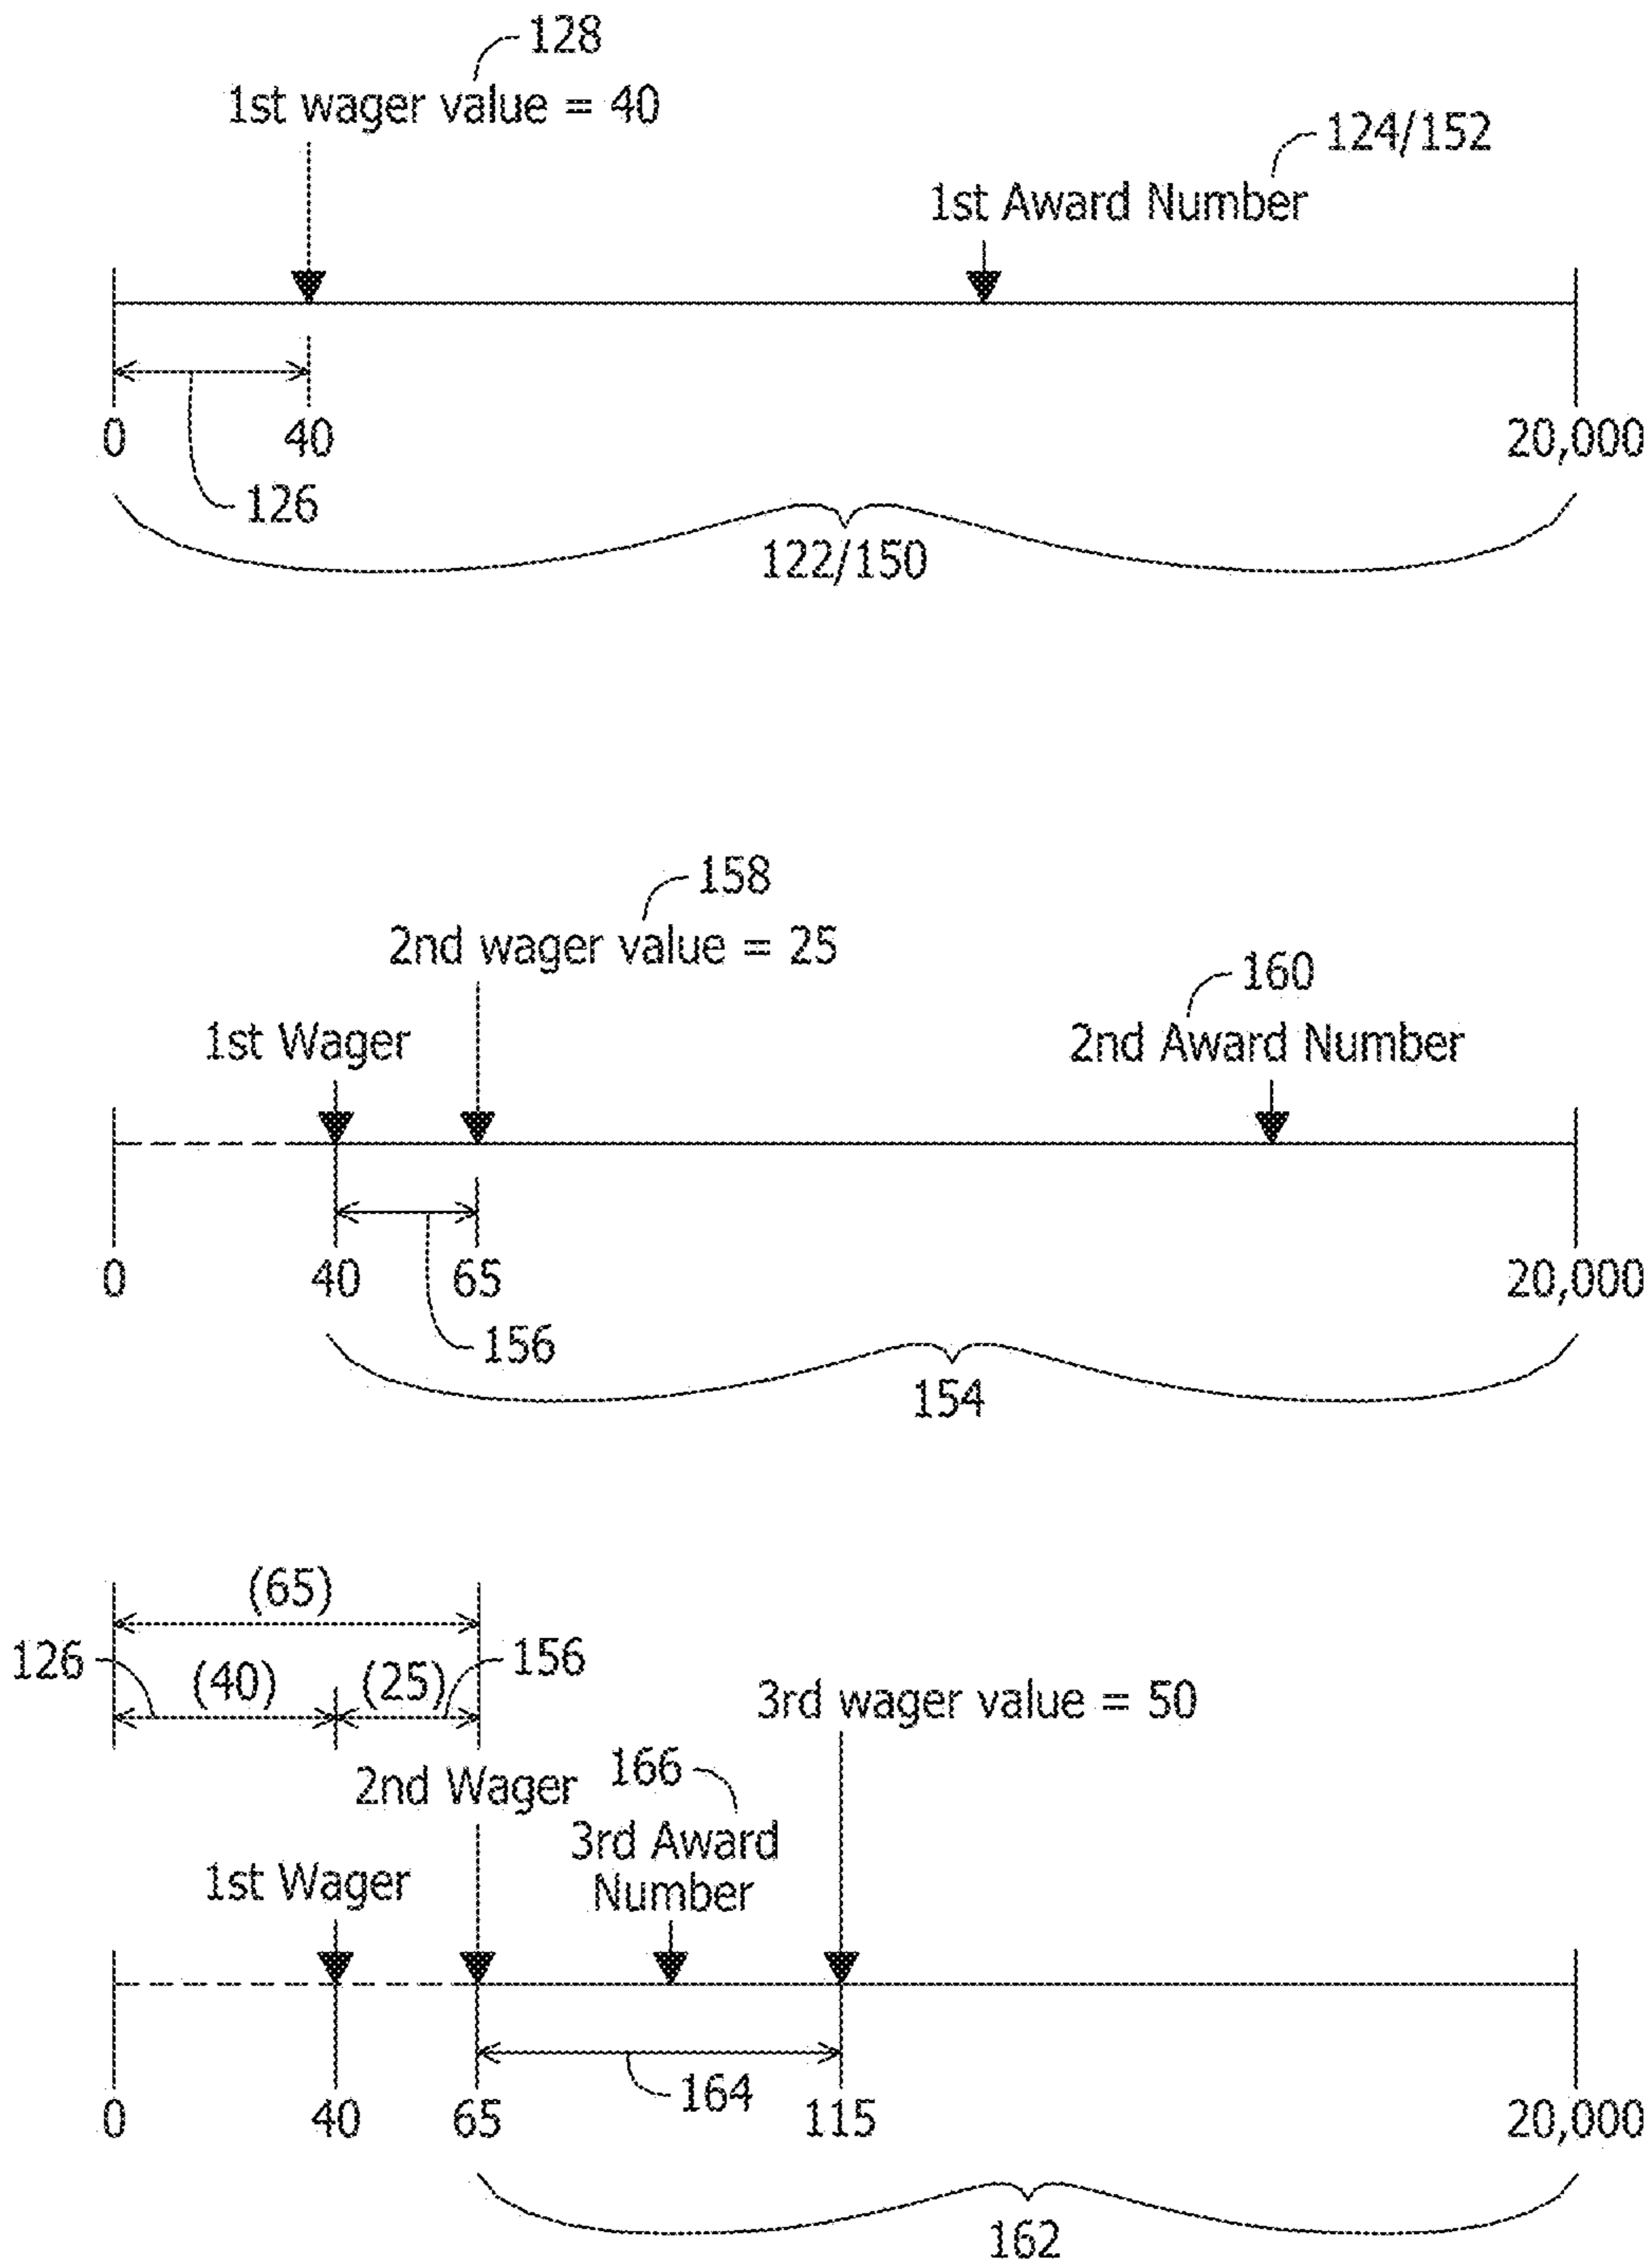 128
1st wager value = 40
124/152
1st Award Number
0 40 20,000
126
122/150
158
2nd wager value = 25
160
1st Wager 2nd Award Number
0 40 65 20,000
156
154
(65)
126 (40) (25) 156
3rd wager value = 50
2nd Wager 166
1st Wager 3rd Award
Number
164
0 40 65 115 20,000
162